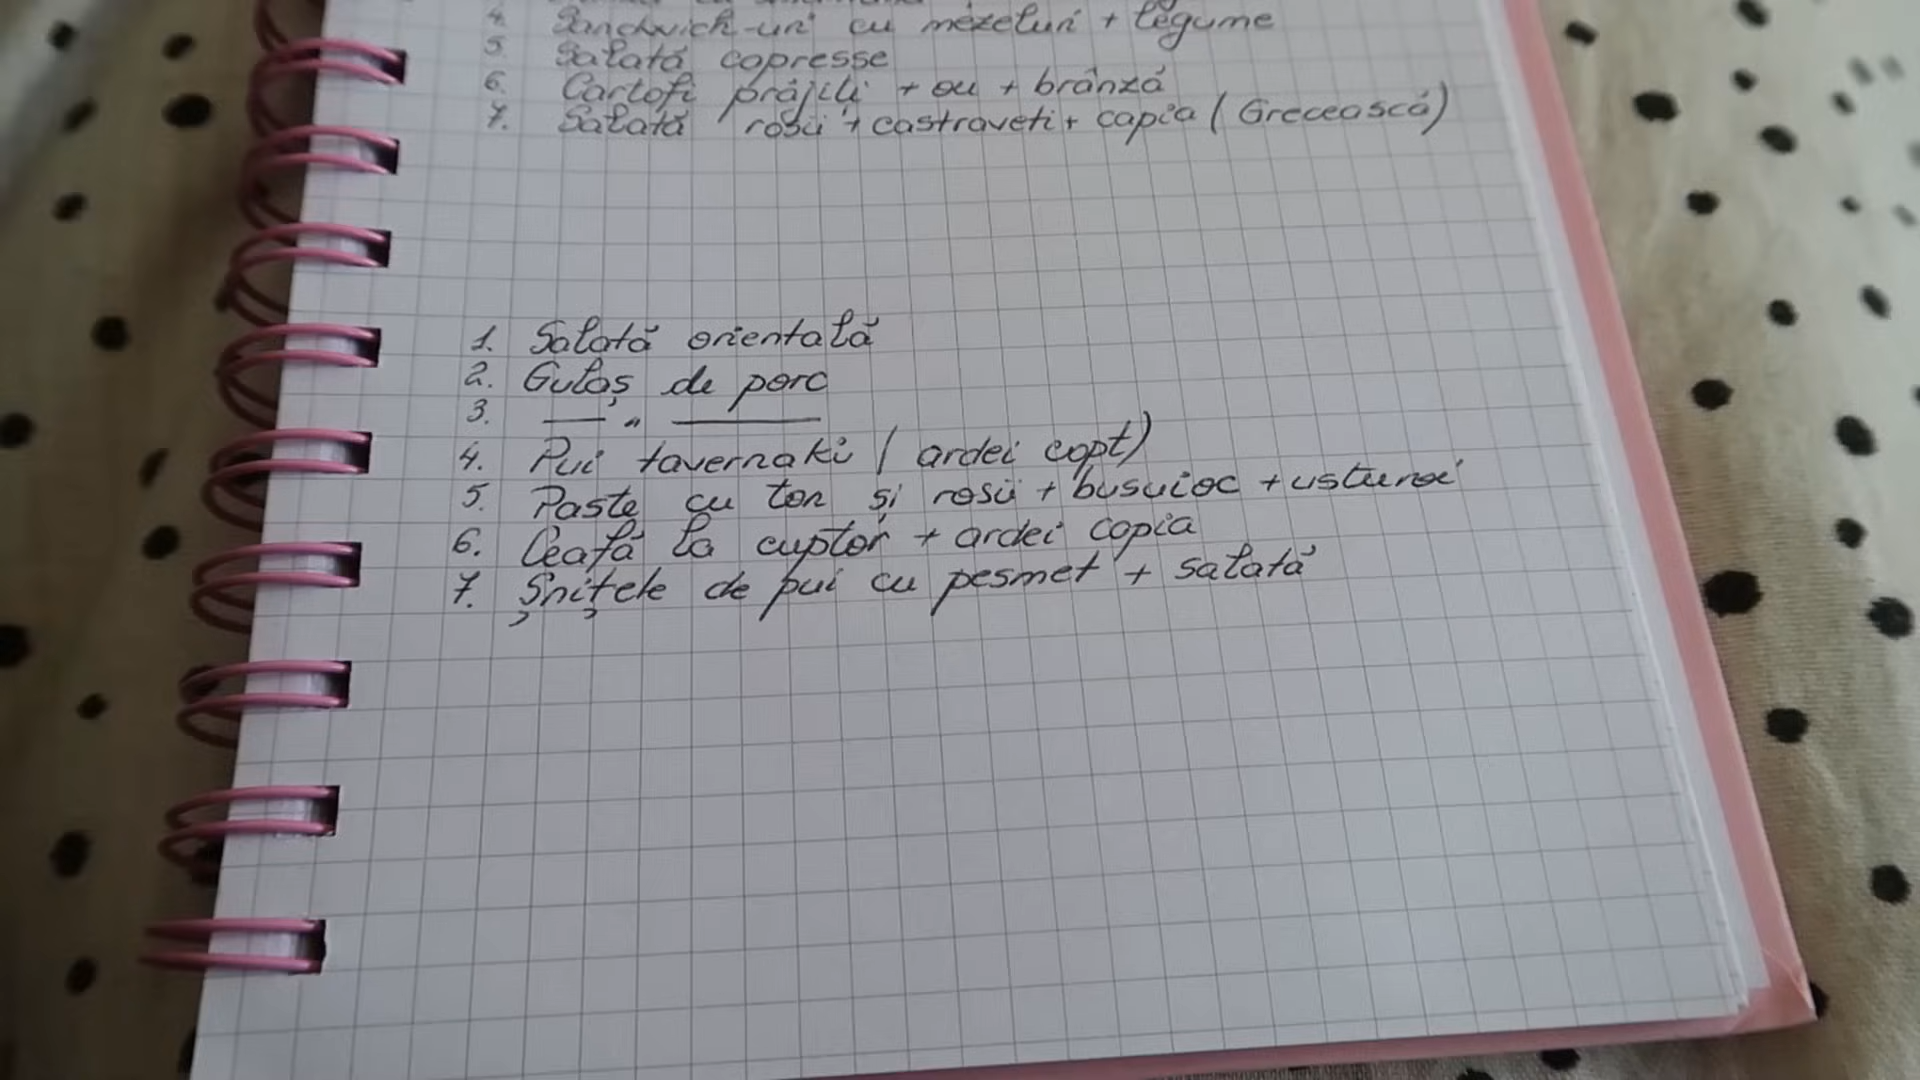 4. Sandwich-uri cu mezeluri + legume
5. Salată copresse
6. Cartofi prăjiți + ou + brânză
7. Salată roșii + castraveți + capia (Grecească)
1. Salată orientală
2. Gulaș de porc
3. —— „ ——
4. Pui tavernaki (ardei copt)
5. Paste cu ton și roșii + busuioc + usturoi
6. Ceafă la cuptor + ardei copia
7. Șnițele de pui cu pesmet + salată